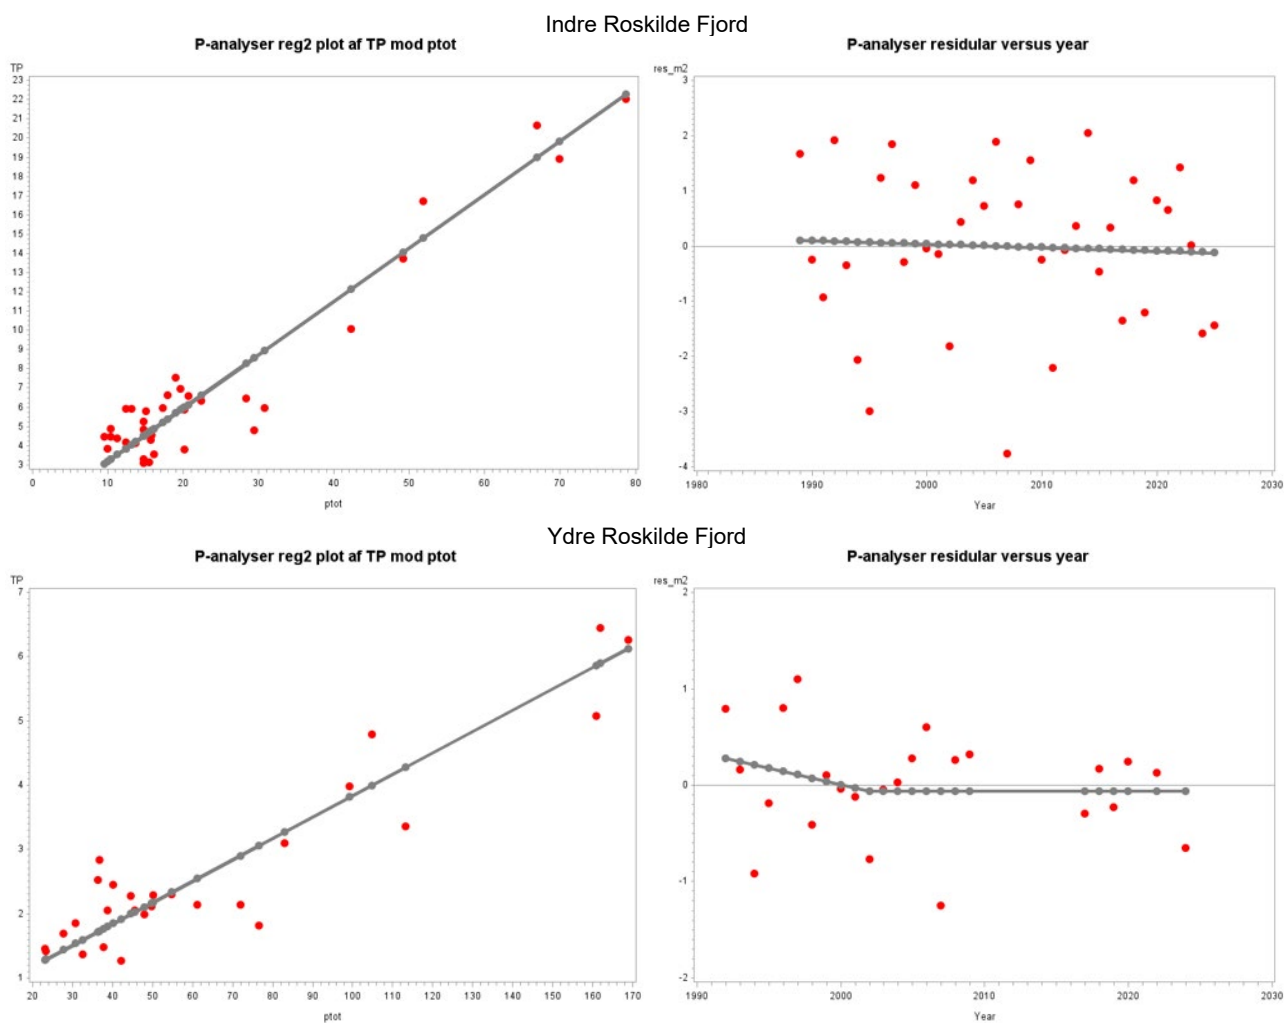 Indre Roskilde Fjord
P-analyser reg2 plot af TP mod ptot
TP
23
22
21
20
19
18
17
16
15
14
13
12
11
10
9
8
7
6
5
4
3
0 10 20 30 40 50 60 70 80
ptot
P-analyser residular versus year
res_m2
3
2
1
0
-1
-2
-3
-4
1980 1990 2000 2010 2020 2030
Year
Ydre Roskilde Fjord
P-analyser reg2 plot af TP mod ptot
TP
7
6
5
4
3
2
1
20 30 40 50 60 70 80 90 100 110 120 130 140 150 160 170
ptot
P-analyser residular versus year
res_m2
2
1
0
-1
-2
1990 2000 2010 2020 2030
Year